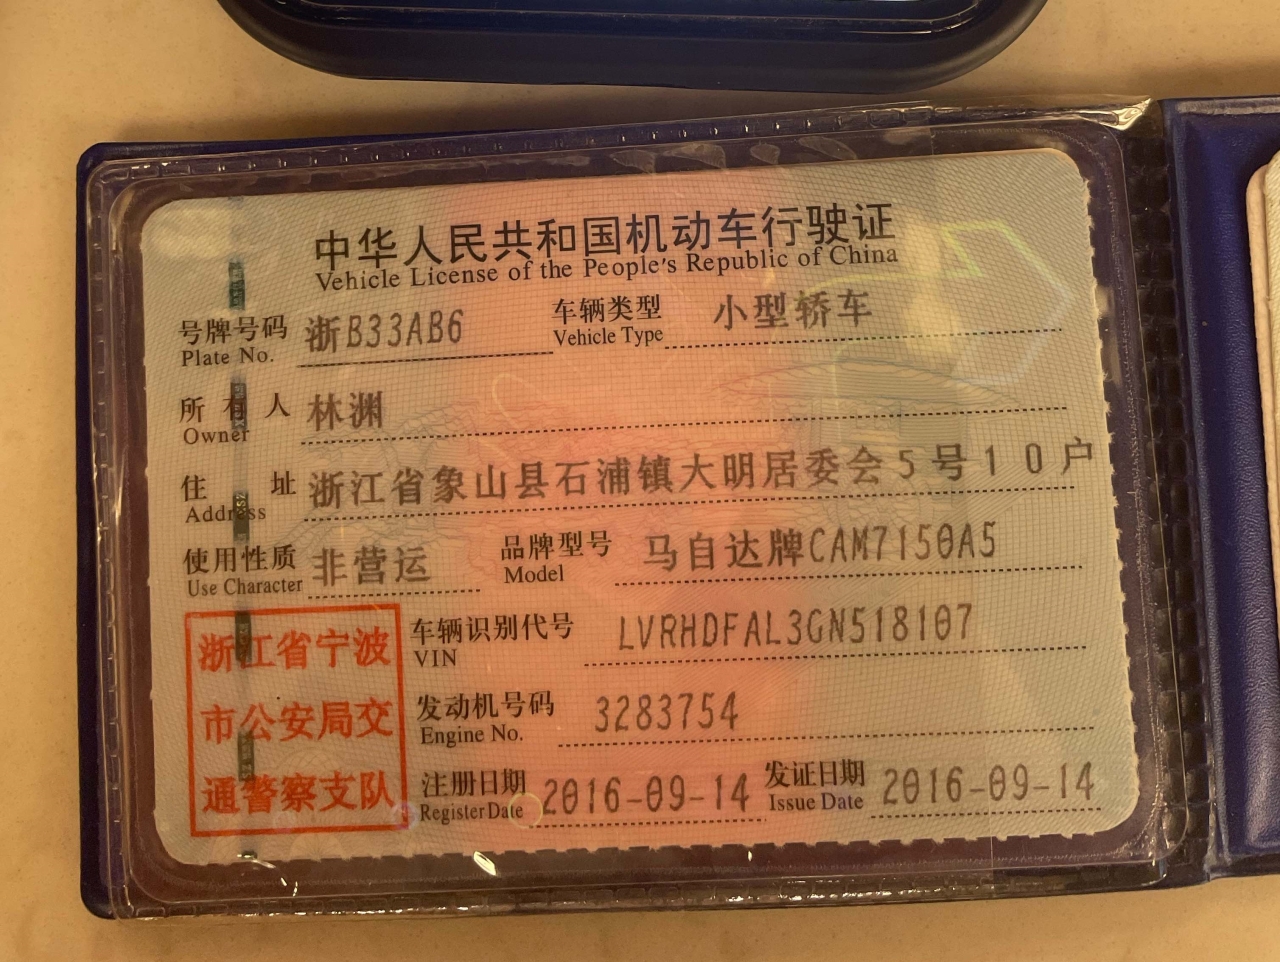 中华人民共和国机动车行驶证
Vehicle License of the People's Republic of China
号牌号码 浙B33AB6 车辆类型 小型轿车
Plate No. Vehicle Type
所有人 林渊
Owner
住址 浙江省象山县石浦镇大明居委会5号10户
Address
使用性质 非营运 品牌型号 马自达牌CAM7150A5
Use Character Model
车辆识别代号 LVRHDFAL3GN518107
VIN
发动机号码 3283754
Engine No.
注册日期 2016-09-14 发证日期 2016-09-14
Register Date Issue Date
浙江省宁波
市公安局交
通警察支队